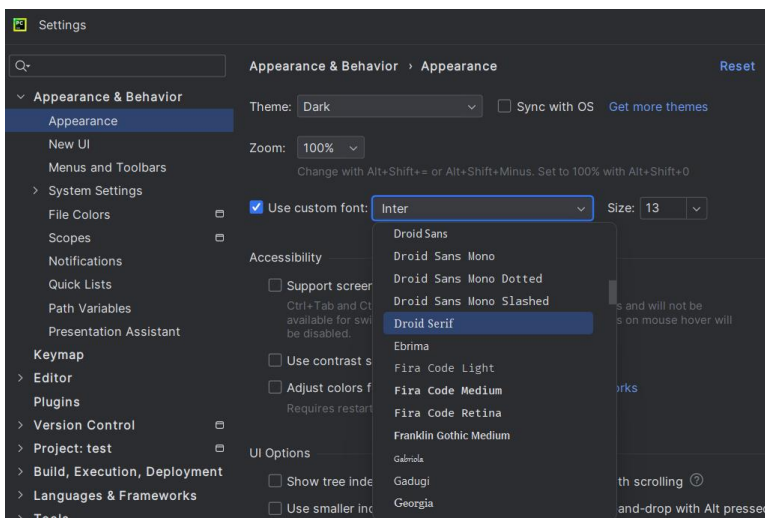 PC Settings
Appearance & Behavior
Appearance
New UI
Menus and Toolbars
System Settings
File Colors
Scopes
Notifications
Quick Lists
Path Variables
Presentation Assistant
Keymap
Editor
Plugins
Version Control
Project: test
Build, Execution, Deployment
Languages & Frameworks
Tools
Appearance & Behavior › Appearance Reset
Theme: Dark Sync with OS Get more themes
Zoom: 100%
Change with Alt+Shift+= or Alt+Shift+Minus. Set to 100% with Alt+Shift+0
Use custom font: Inter Size: 13
Droid Sans
Droid Sans Mono
Droid Sans Mono Dotted
Droid Sans Mono Slashed
Droid Serif
Ebrima
Fira Code Light
Fira Code Medium
Fira Code Retina
Franklin Gothic Medium
Gabriola
Gadugi
Georgia
Accessibility
Support screen
Ctrl+Tab and Ct s and will not be
available for swi s on mouse hover will
be disabled.
Use contrast s
Adjust colors f orks
Requires restart
UI Options
Show tree inde th scrolling
Use smaller ind and-drop with Alt pressed